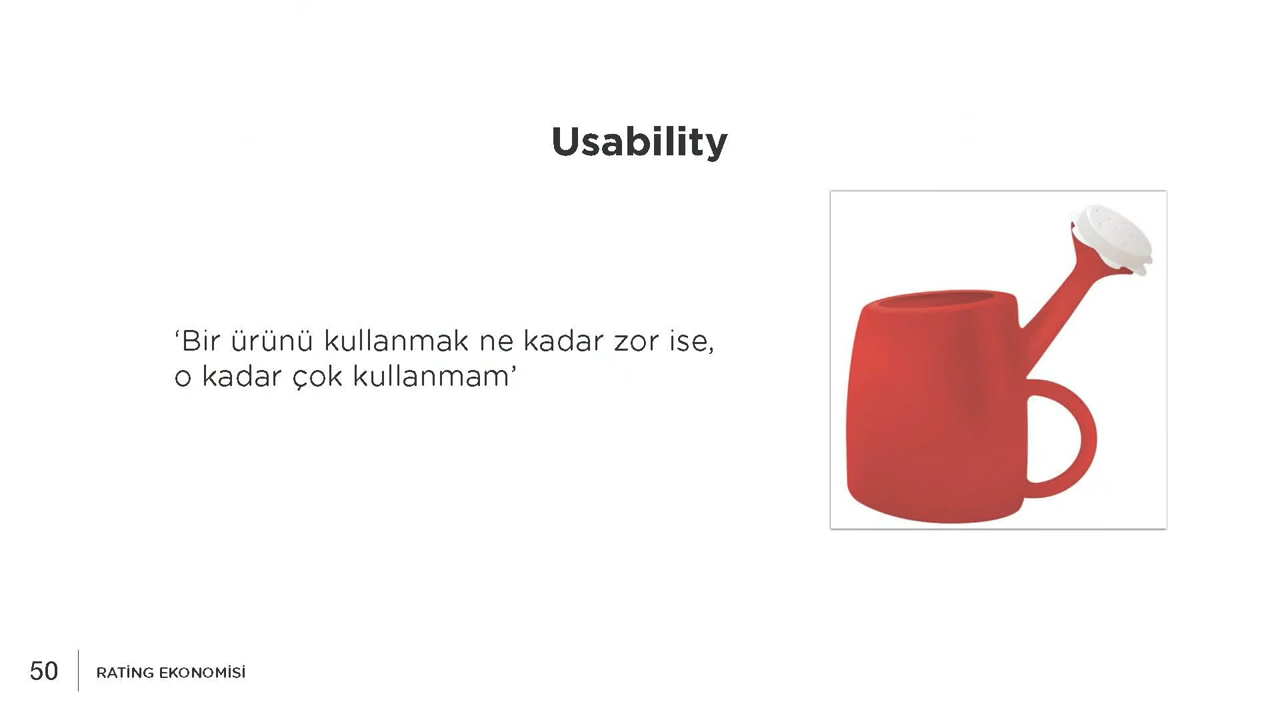 Usability
‘Bir ürünü kullanmak ne kadar zor ise,
o kadar çok kullanmam’
50
RATİNG EKONOMİSİ